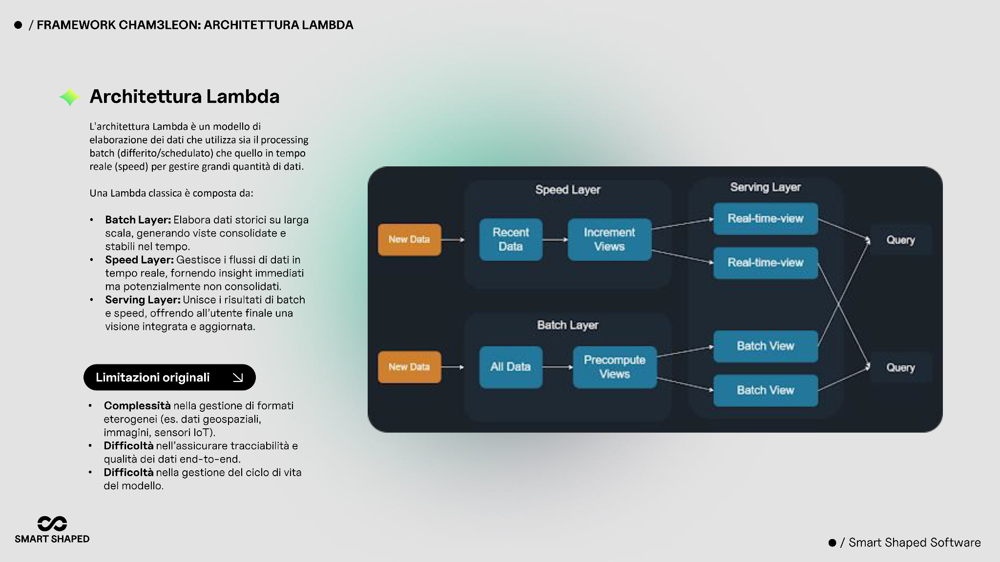 / FRAMEWORK CHAM3LEON: ARCHITETTURA LAMBDA
Architettura Lambda
L'architettura Lambda è un modello di
elaborazione dei dati che utilizza sia il processing
batch (differito/schedulato) che quello in tempo
reale (speed) per gestire grandi quantità di dati.
Una Lambda classica è composta da:
• Batch Layer: Elabora dati storici su larga
scala, generando viste consolidate e
stabili nel tempo.
• Speed Layer: Gestisce i flussi di dati in
tempo reale, fornendo insight immediati
ma potenzialmente non consolidati.
• Serving Layer: Unisce i risultati di batch
e speed, offrendo all’utente finale una
visione integrata e aggiornata.
Limitazioni originali
• Complessità nella gestione di formati
eterogenei (es. dati geospaziali,
immagini, sensori IoT).
• Difficoltà nell’assicurare tracciabilità e
qualità dei dati end-to-end.
• Difficoltà nella gestione del ciclo di vita
del modello.
Speed Layer
Serving Layer
New Data
Recent
Data
Increment
Views
Real-time-view
Real-time-view
Query
Batch Layer
New Data
All Data
Precompute
Views
Batch View
Batch View
Query
SMART SHAPED
/ Smart Shaped Software